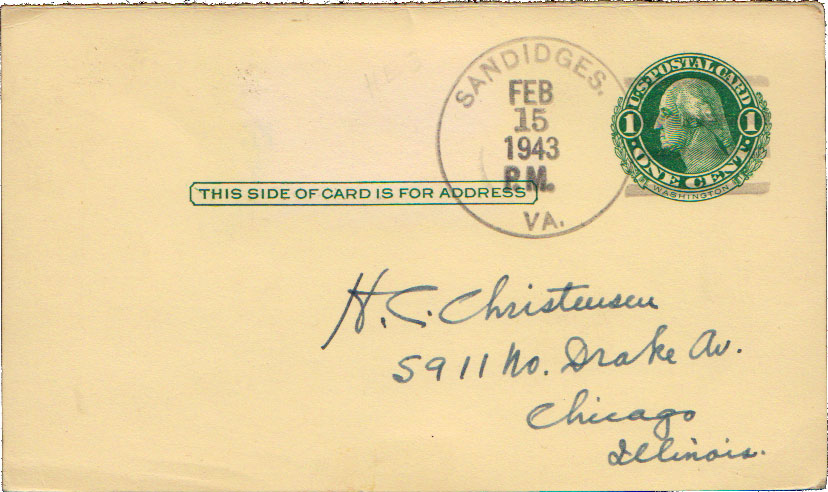 SANDIDGES.
FEB
15
1943
P.M.
VA.
U.S. POSTAL CARD
1 1
ONE CENT
WASHINGTON
THIS SIDE OF CARD IS FOR ADDRESS
H. C. Christensen
5911 No. Drake Av.
Chicago
Illinois.